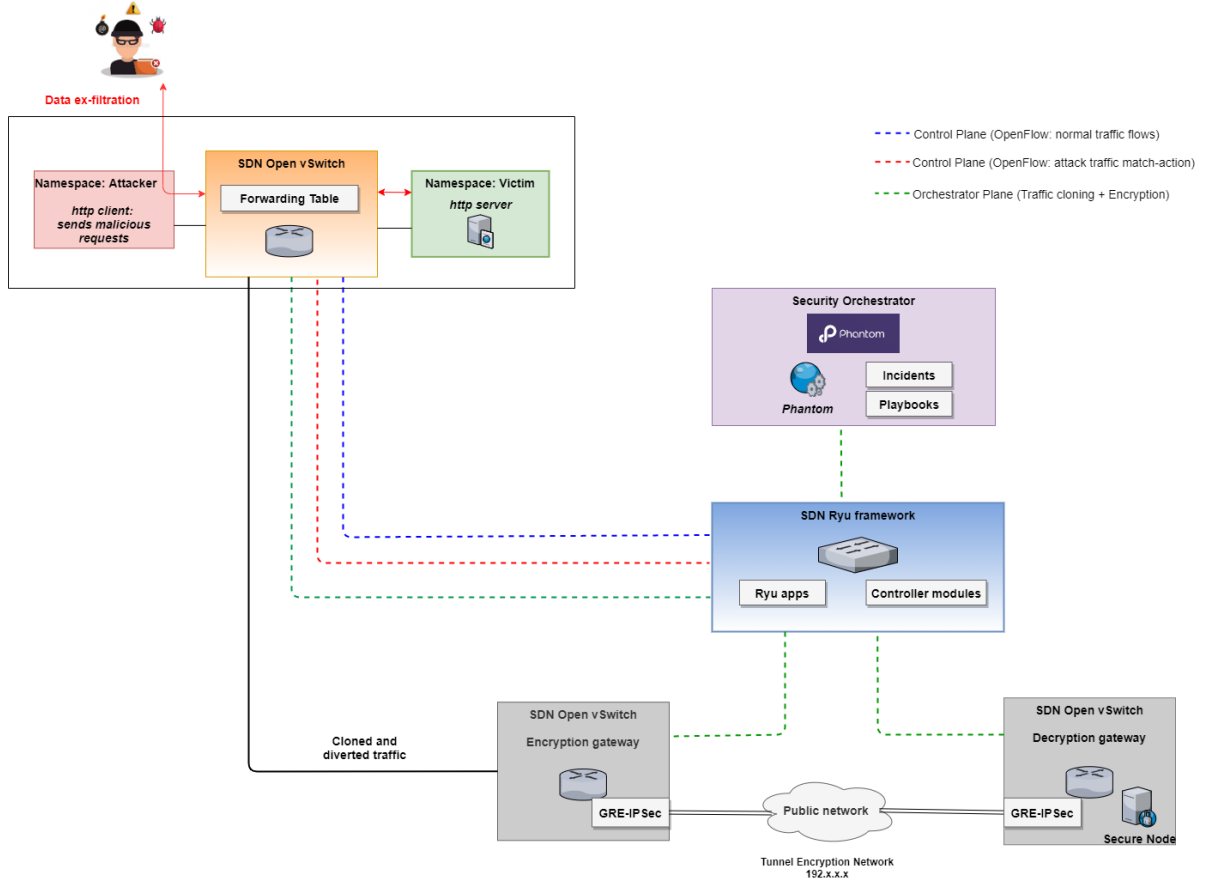 Data ex-filtration
Namespace: Attacker
http client:
sends malicious
requests
SDN Open vSwitch
Forwarding Table
Namespace: Victim
http server
Control Plane (OpenFlow: normal traffic flows)
Control Plane (OpenFlow: attack traffic match-action)
Orchestrator Plane (Traffic cloning + Encryption)
Security Orchestrator
Phantom
Phantom
Incidents
Playbooks
SDN Ryu framework
Ryu apps
Controller modules
Cloned and
diverted traffic
SDN Open vSwitch
Encryption gateway
GRE-IPSec
Public network
Tunnel Encryption Network
192.x.x.x
SDN Open vSwitch
Decryption gateway
GRE-IPSec
Secure Node